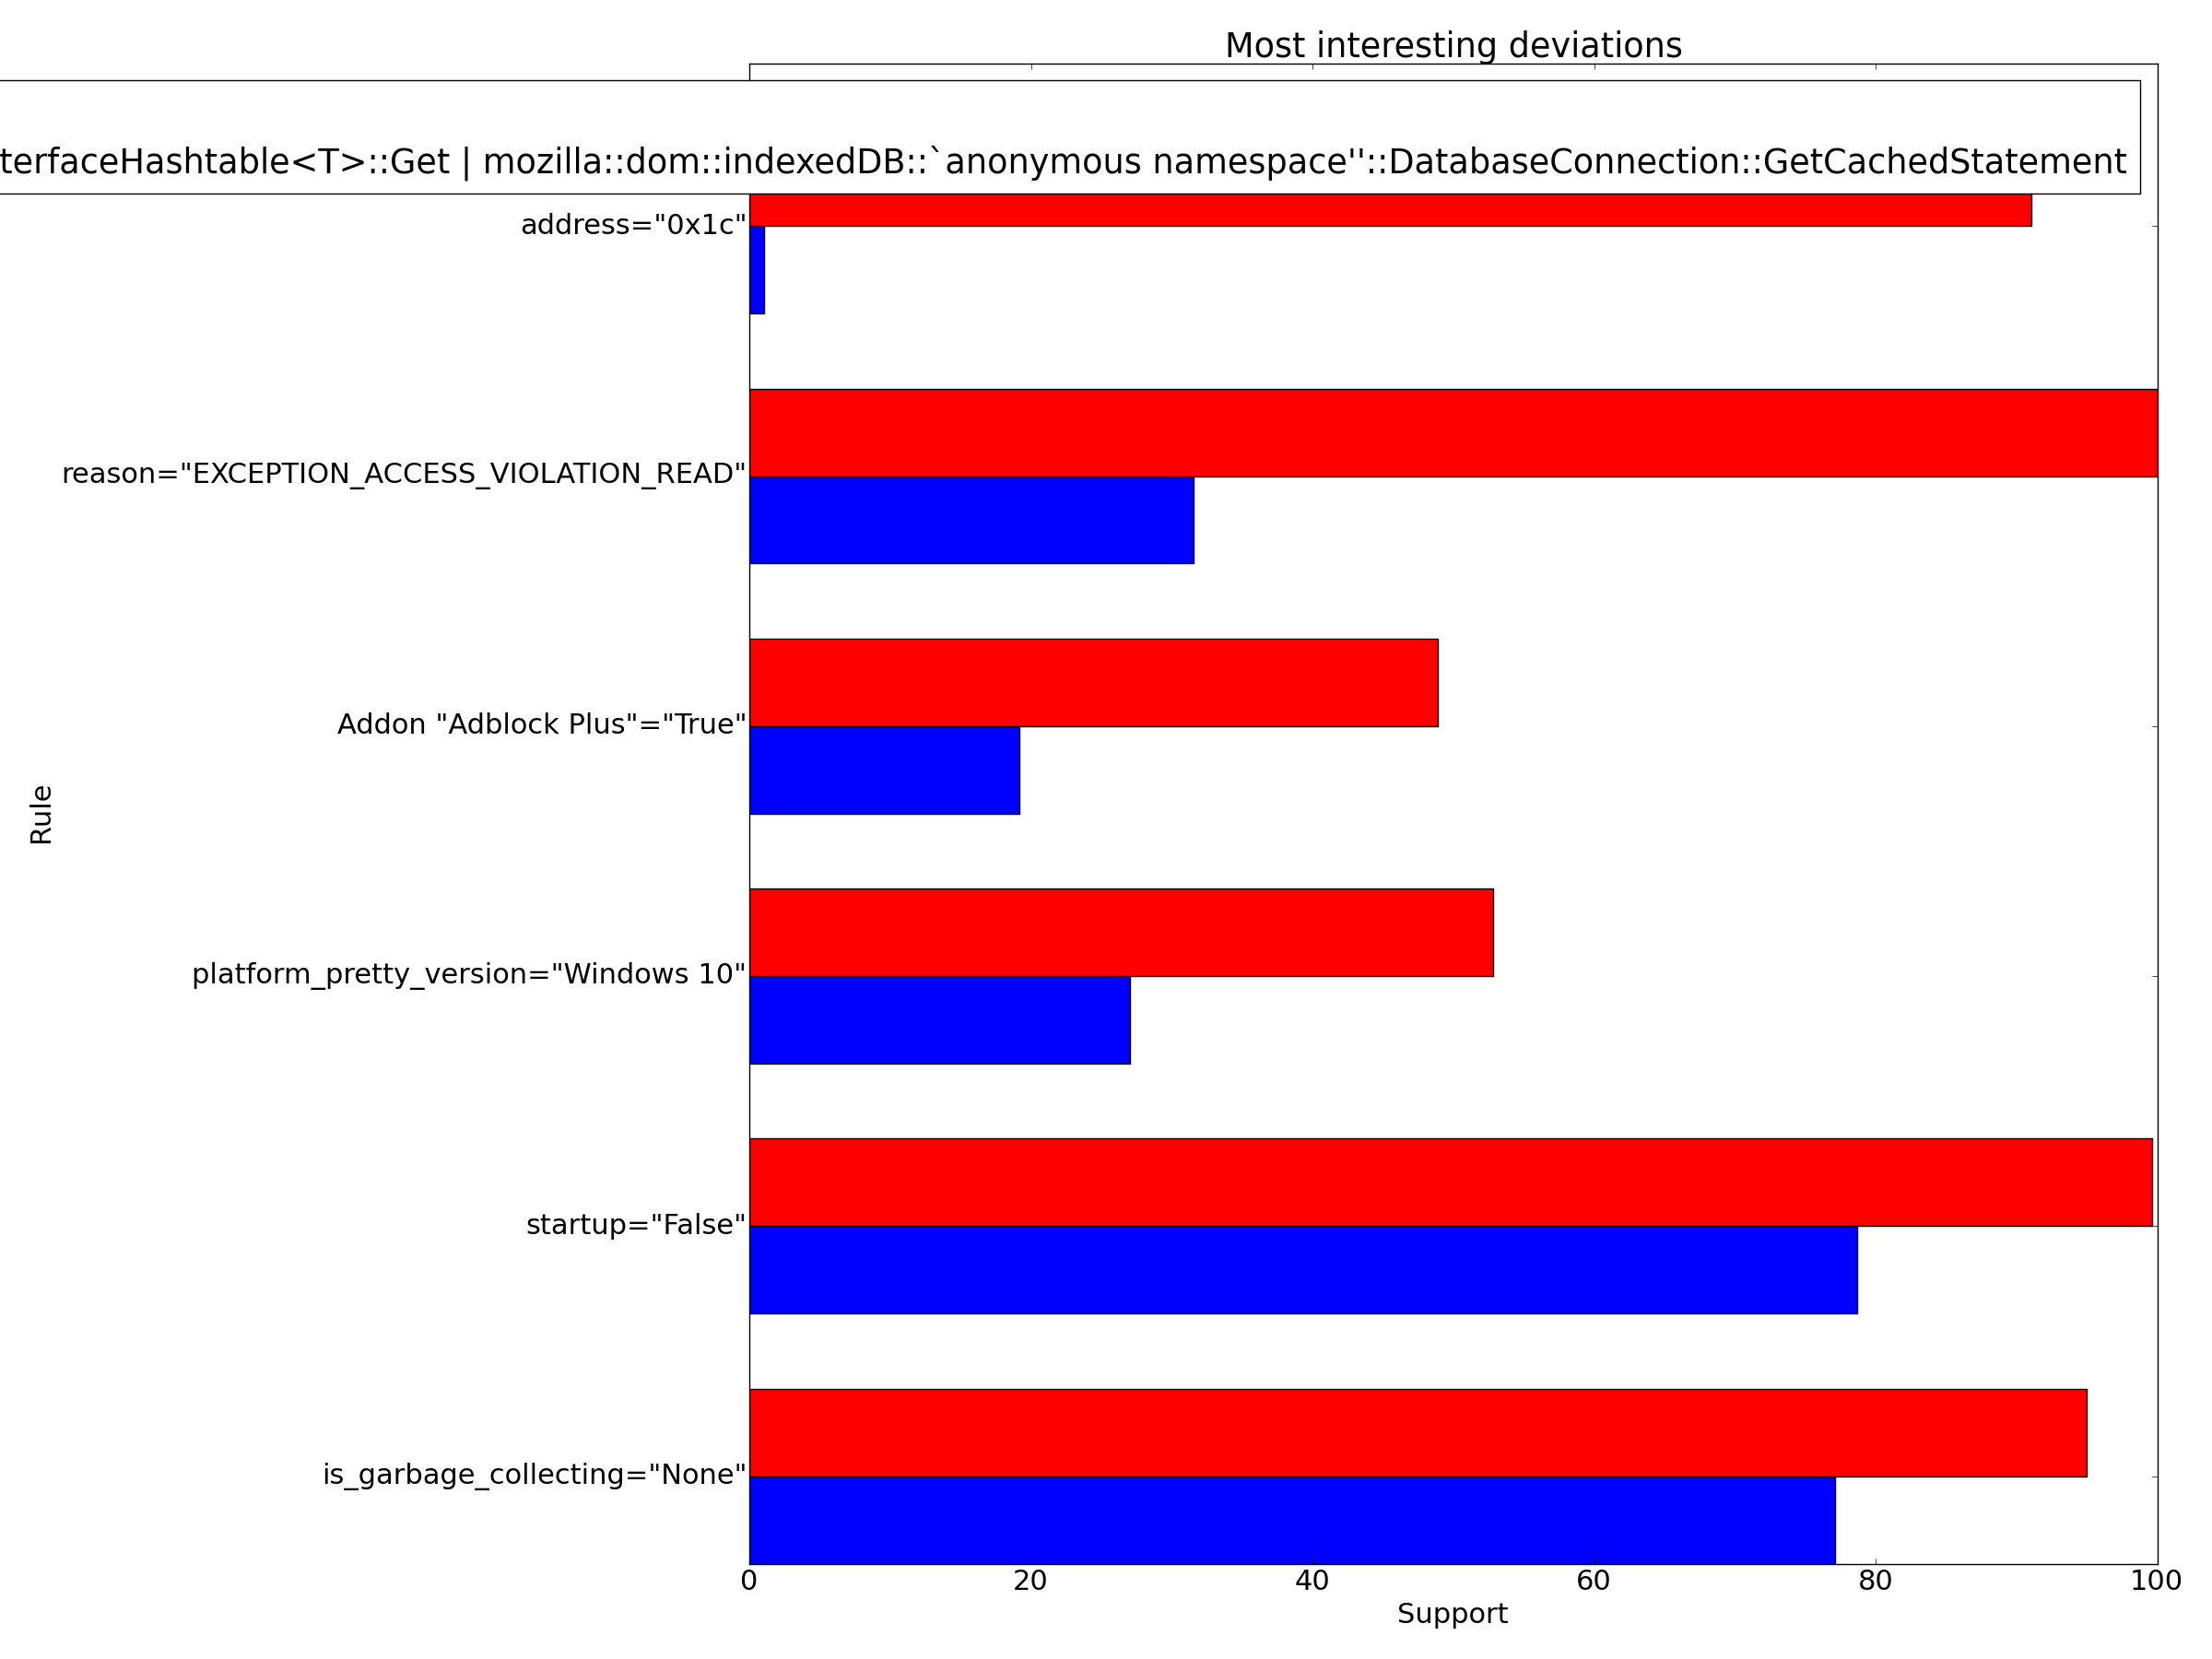 Most interesting deviations
terfaceHashtable<T>::Get | mozilla::dom::indexedDB::`anonymous namespace''::DatabaseConnection::GetCachedStatement
address="0x1c"
reason="EXCEPTION_ACCESS_VIOLATION_READ"
Addon "Adblock Plus"="True"
Rule
platform_pretty_version="Windows 10"
startup="False"
is_garbage_collecting="None"
0 20 40 60 80 100
Support